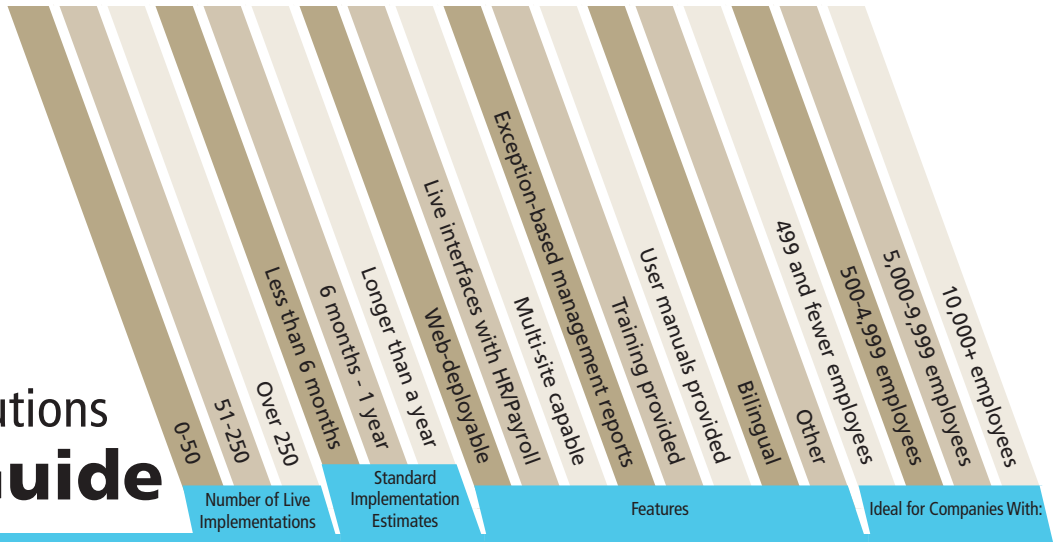 utions
uide
0-50
51-250
Over 250
Less than 6 months
6 months - 1 year
Longer than a year
Web-deployable
Live interfaces with HR/Payroll
Multi-site capable
Exception-based management reports
Training provided
User manuals provided
Bilingual
Other
499 and fewer employees
500-4,999 employees
5,000-9,999 employees
10,000+ employees
Number of Live
Implementations
Standard
Implementation
Estimates
Features
Ideal for Companies With: